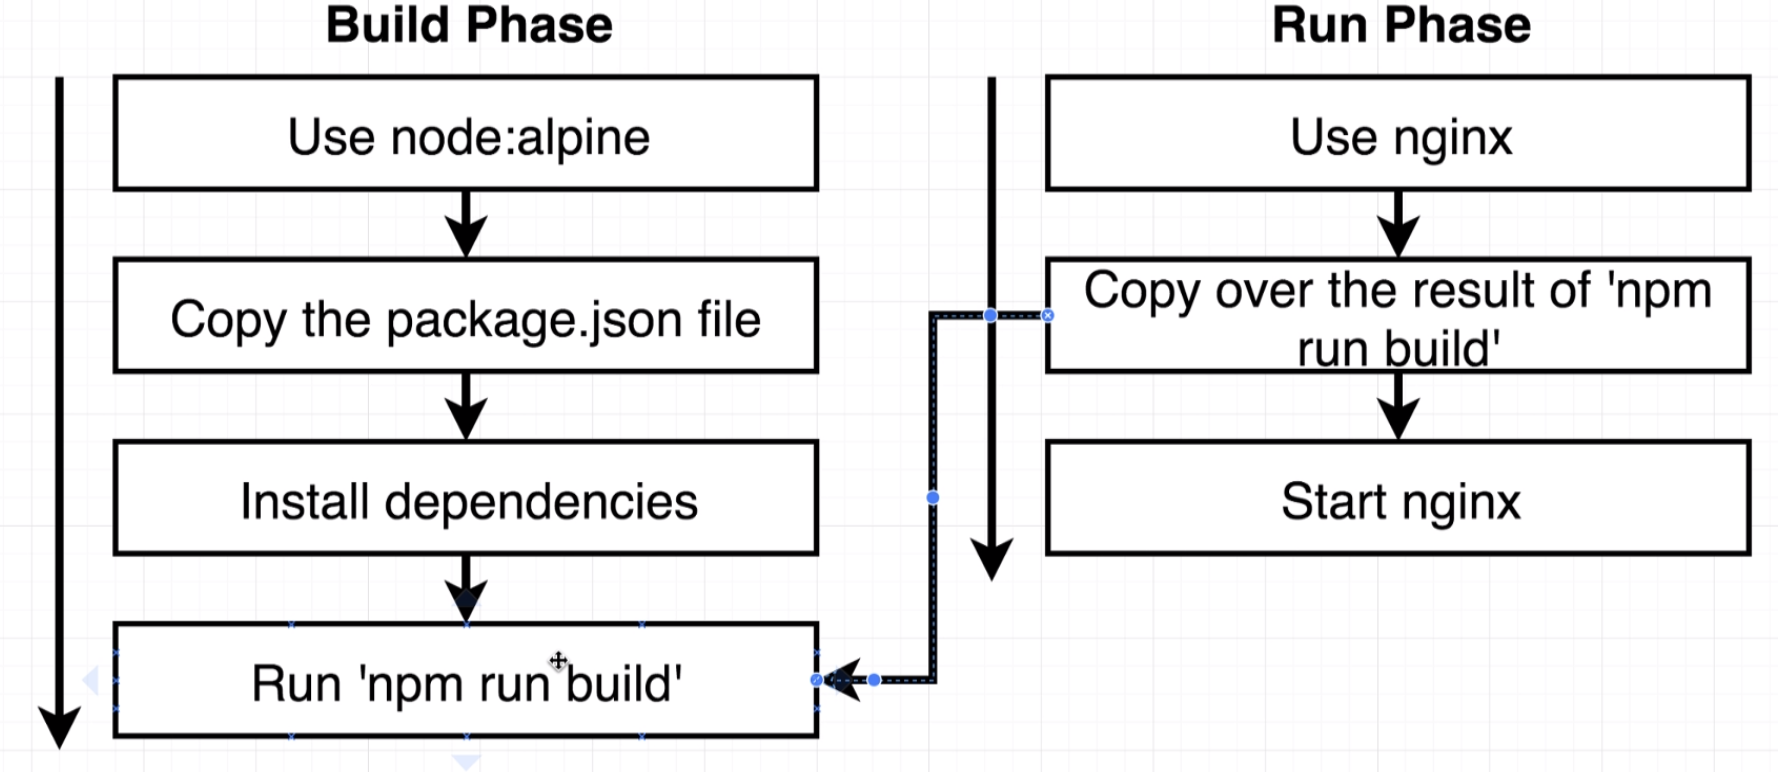 Build Phase
Use node:alpine
Copy the package.json file
Install dependencies
Run 'npm run build'
Run Phase
Use nginx
Copy over the result of 'npm
run build'
Start nginx